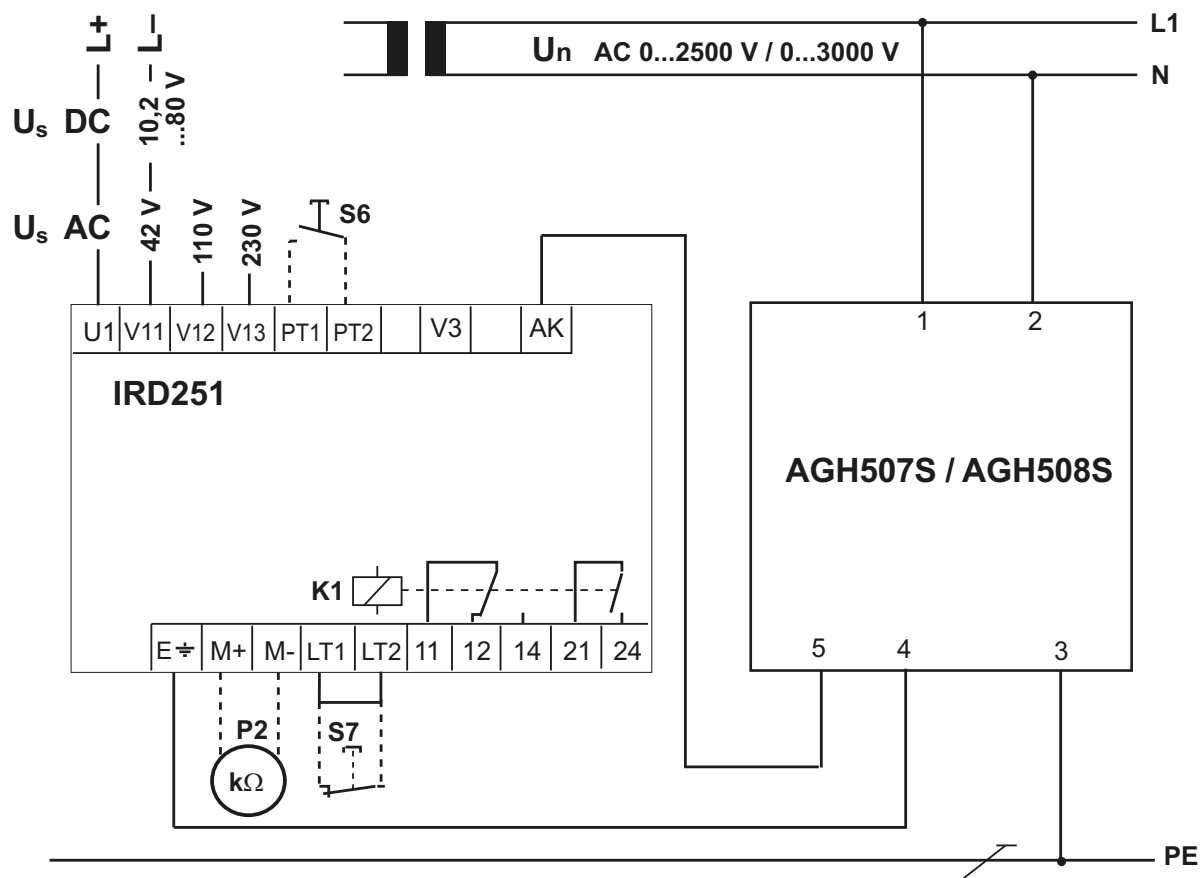 L+
L–
Us DC
10,2
...80 V
Us AC
42 V
110 V
230 V
S6
Un AC 0...2500 V / 0...3000 V
L1
N
U1 V11 V12 V13 PT1 PT2 V3 AK
IRD251
K1
E M+ M- LT1 LT2 11 12 14 21 24
P2
kΩ
S7
1 2
AGH507S / AGH508S
5 4 3
PE